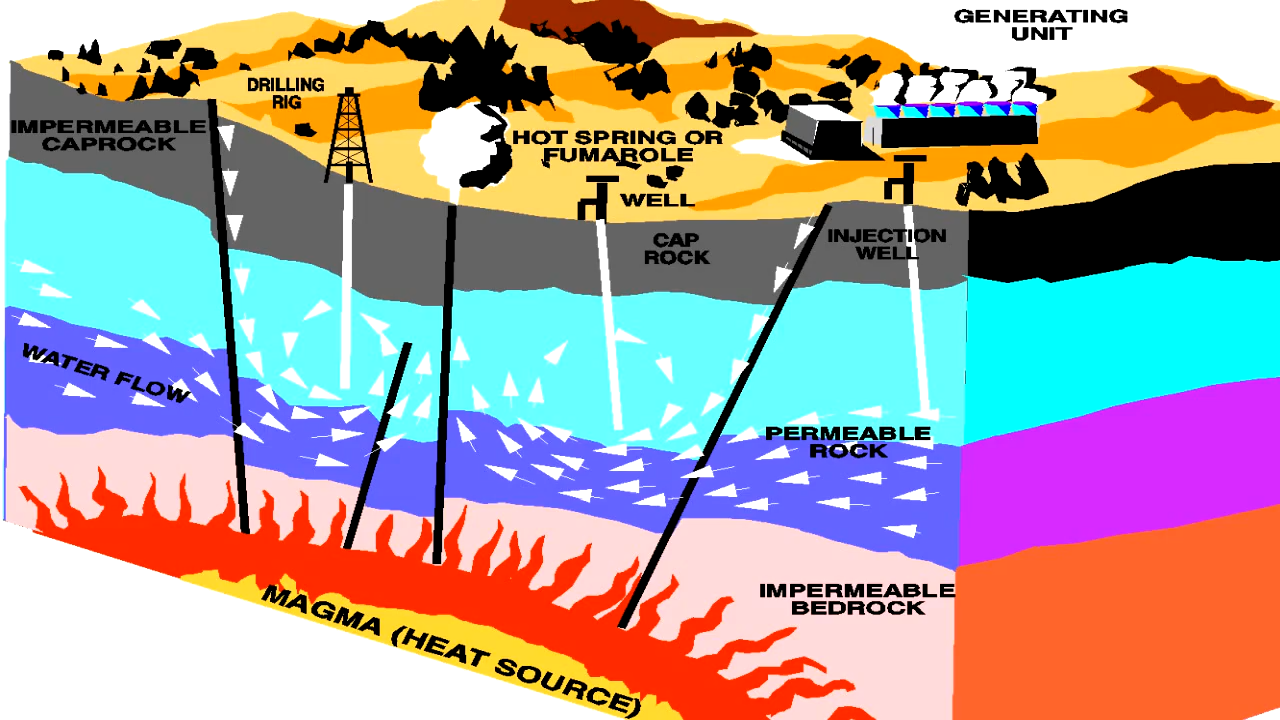 GENERATING
UNIT
DRILLING
RIG
IMPERMEABLE
CAPROCK
HOT SPRING OR
FUMAROLE
WELL
CAP
ROCK
INJECTION
WELL
WATER FLOW
PERMEABLE
ROCK
IMPERMEABLE
BEDROCK
MAGMA (HEAT SOURCE)